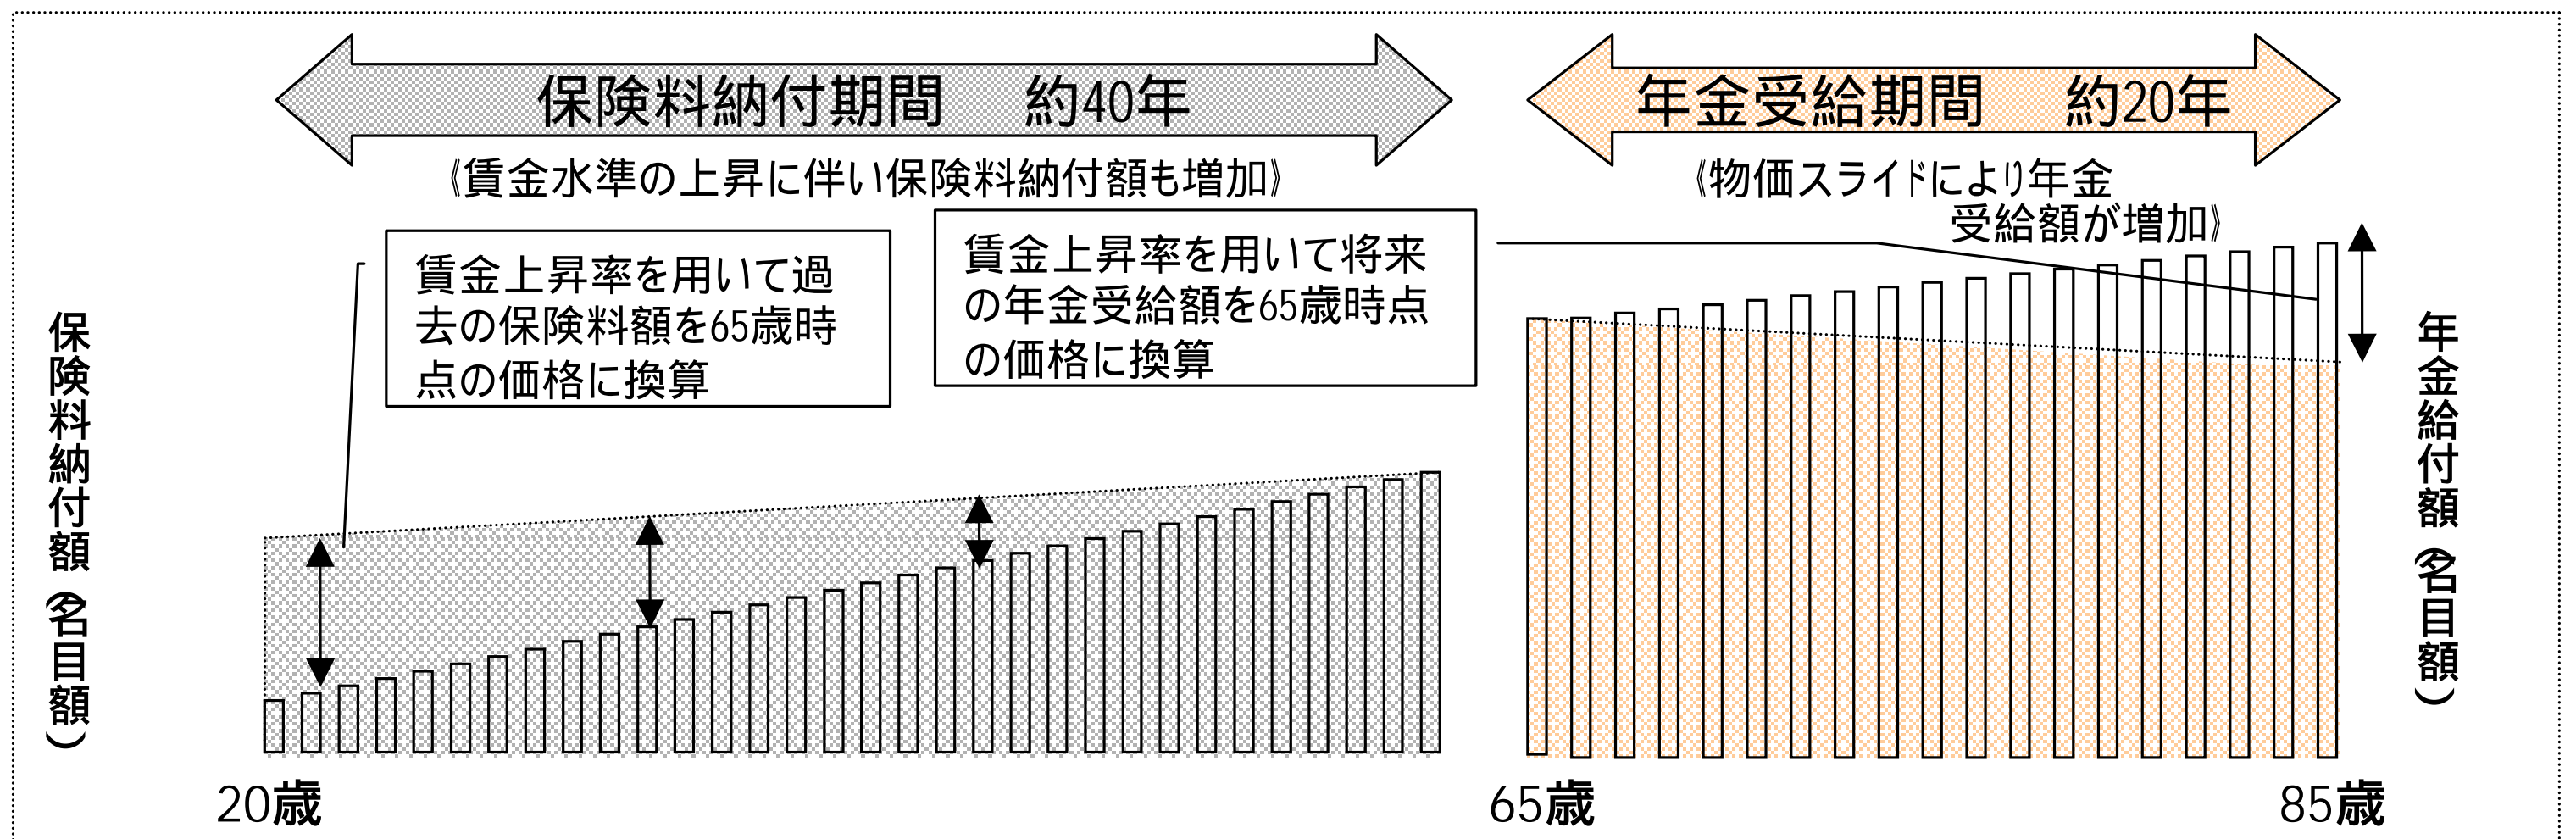 保険料納付期間　約40年
年金受給期間　約20年
《賃金水準の上昇に伴い保険料納付額も増加》
《物価スライドにより年金
受給額が増加》
賃金上昇率を用いて過
去の保険料額を65歳時
点の価格に換算
賃金上昇率を用いて将来
の年金受給額を65歳時点
の価格に換算
保険料納付額（名目額）
年金給付額（名目額）
20歳
65歳
85歳